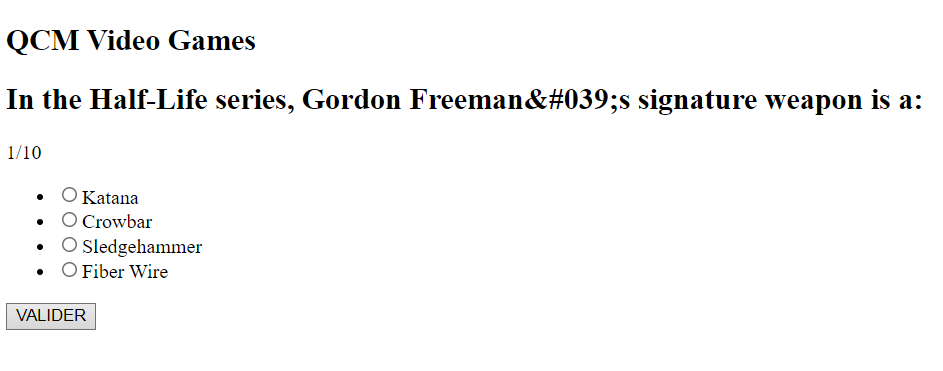 QCM Video Games
In the Half-Life series, Gordon Freeman&#039;s signature weapon is a:
1/10
Katana
Crowbar
Sledgehammer
Fiber Wire
VALIDER